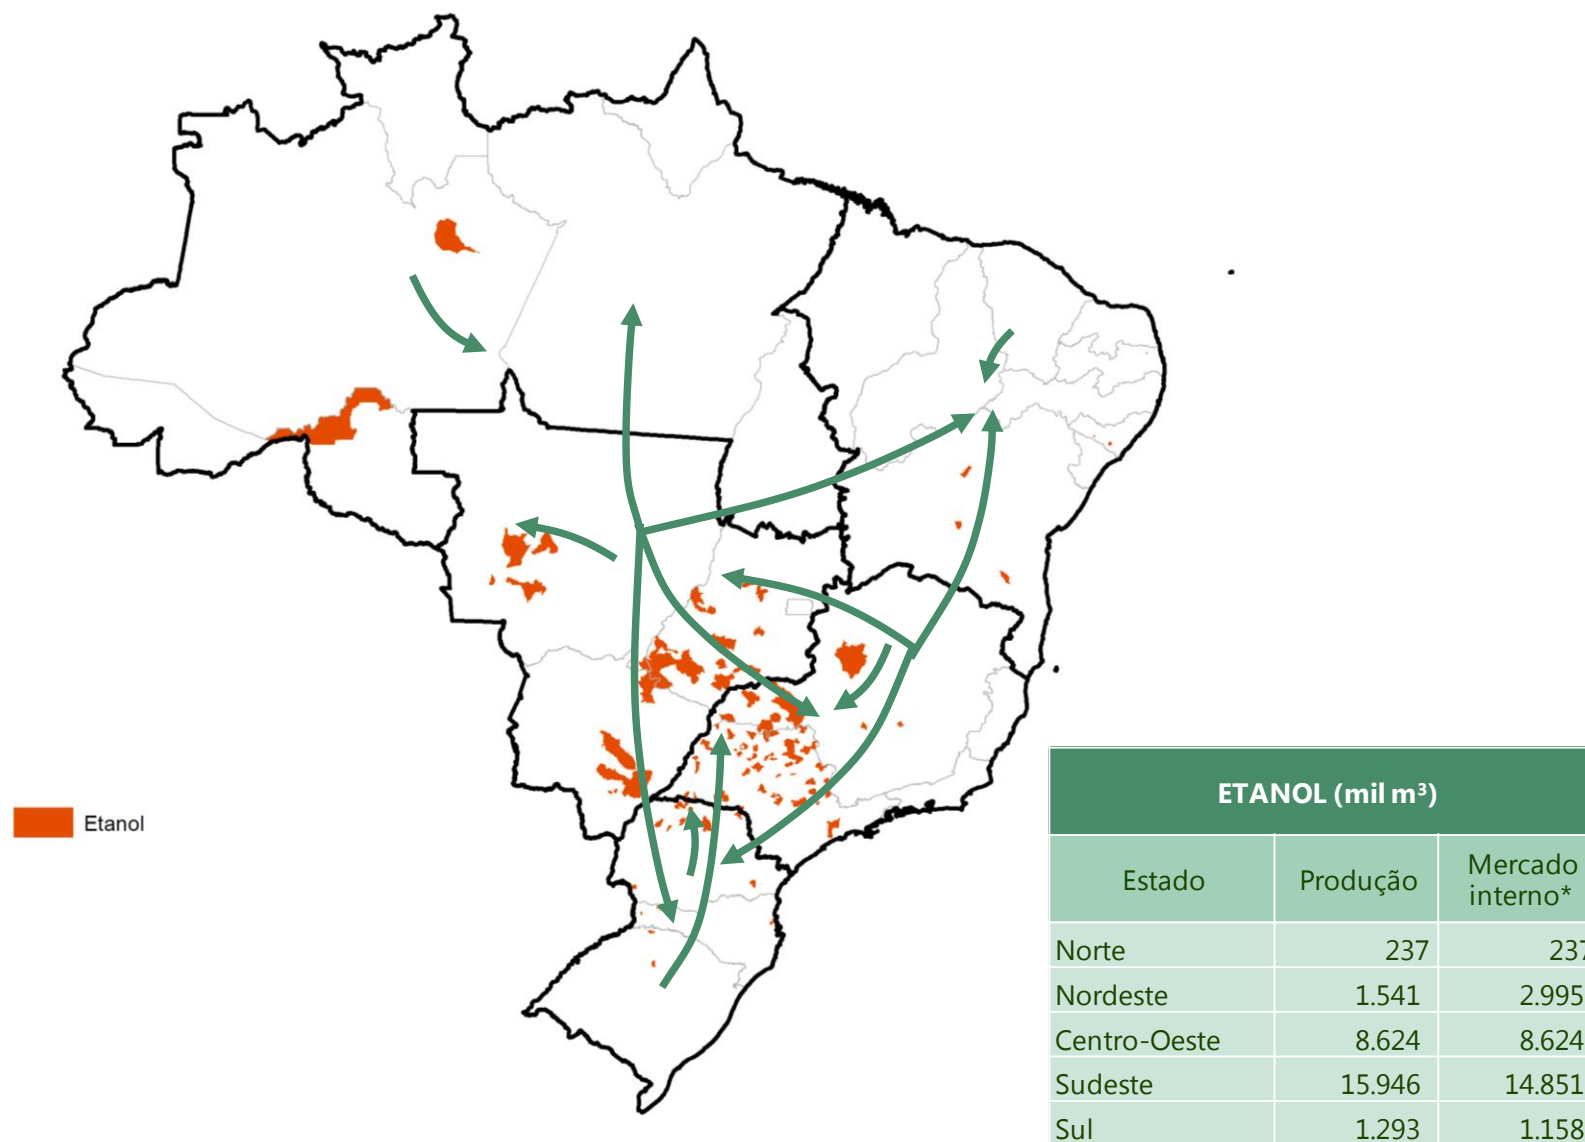 Etanol
ETANOL (mil m³)
Estado Produção Mercado interno*
Norte 237 237
Nordeste 1.541 2.995
Centro-Oeste 8.624 8.624
Sudeste 15.946 14.851
Sul 1.293 1.158